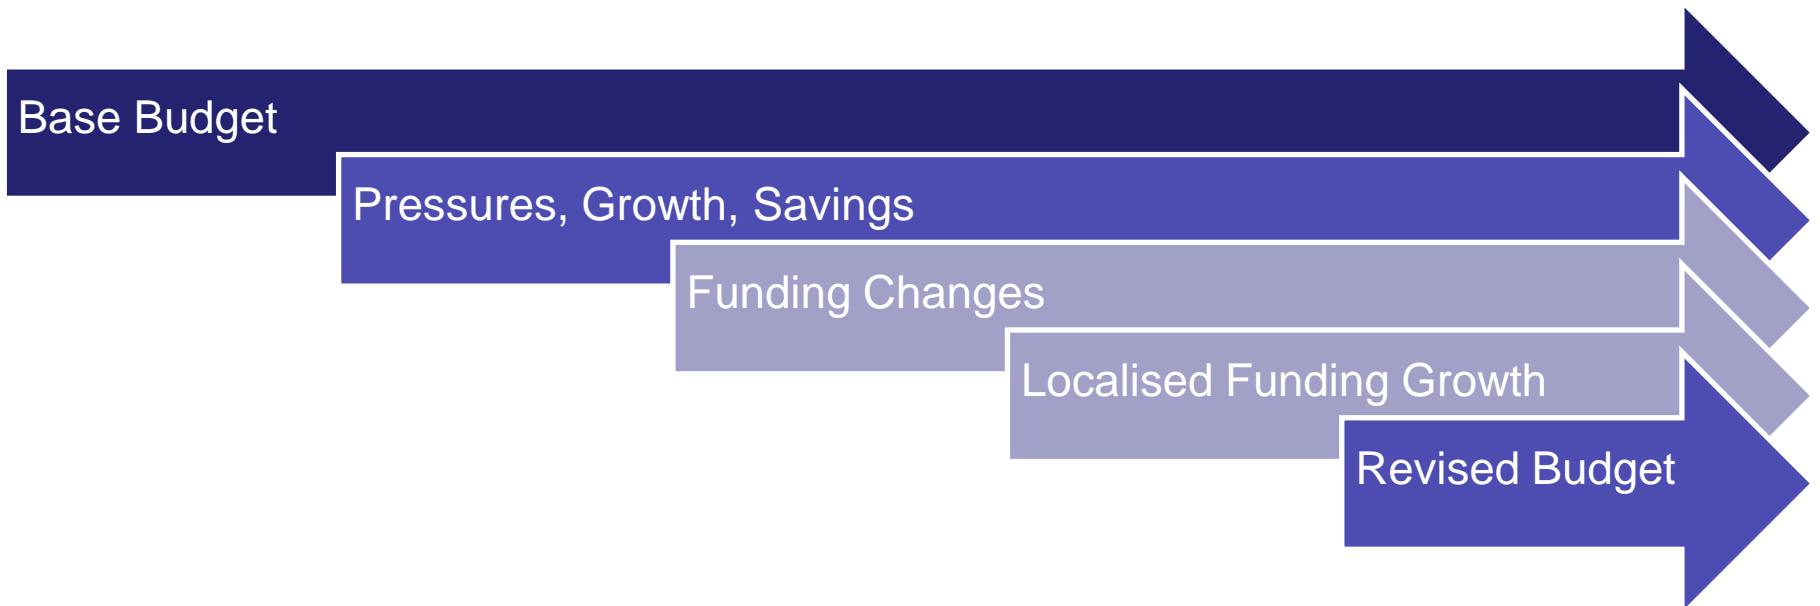 Base Budget
Pressures, Growth, Savings
Funding Changes
Localised Funding Growth
Revised Budget